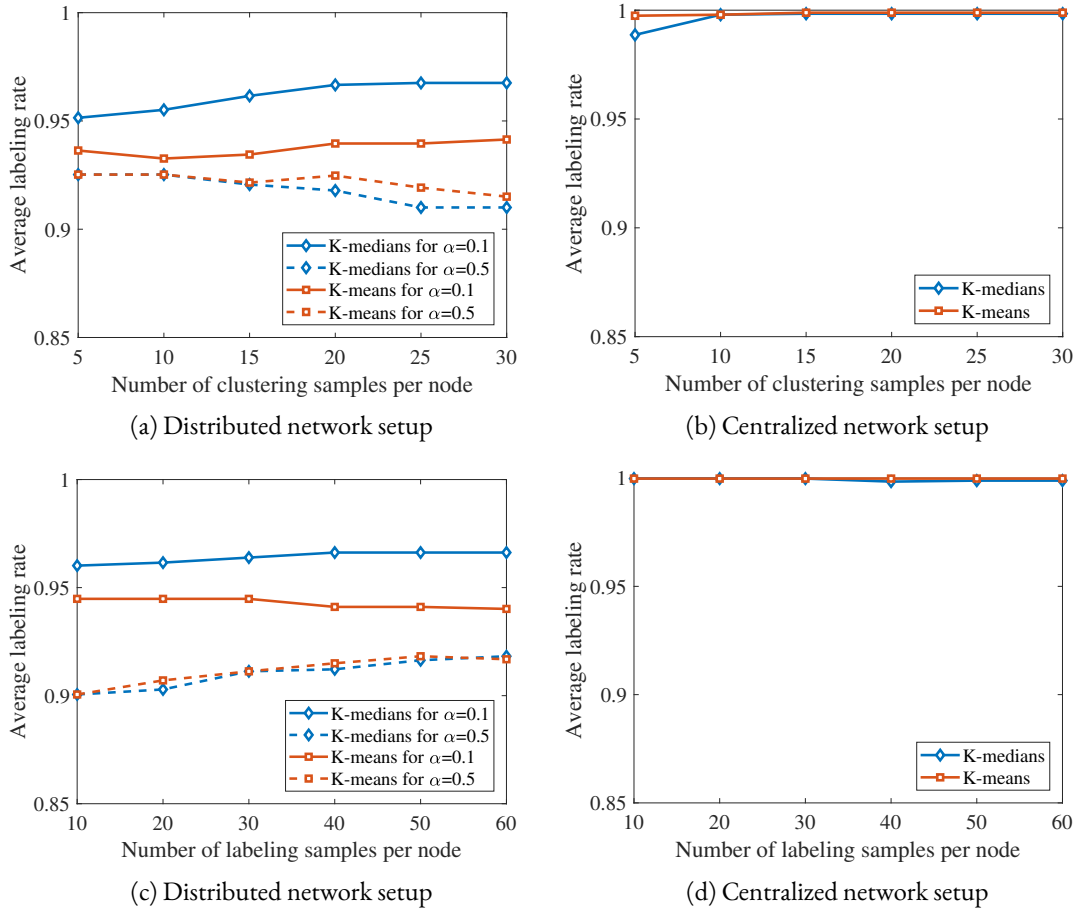 1
0.95
0.9
0.85
Average labeling rate
K-medians for α=0.1
K-medians for α=0.5
K-means for α=0.1
K-means for α=0.5
5 10 15 20 25 30
Number of clustering samples per node
(a) Distributed network setup
1
0.95
0.9
0.85
Average labeling rate
K-medians
K-means
5 10 15 20 25 30
Number of clustering samples per node
(b) Centralized network setup
1
0.95
0.9
0.85
Average labeling rate
K-medians for α=0.1
K-medians for α=0.5
K-means for α=0.1
K-means for α=0.5
10 20 30 40 50 60
Number of labeling samples per node
(c) Distributed network setup
1
0.95
0.9
0.85
Average labeling rate
K-medians
K-means
10 20 30 40 50 60
Number of labeling samples per node
(d) Centralized network setup